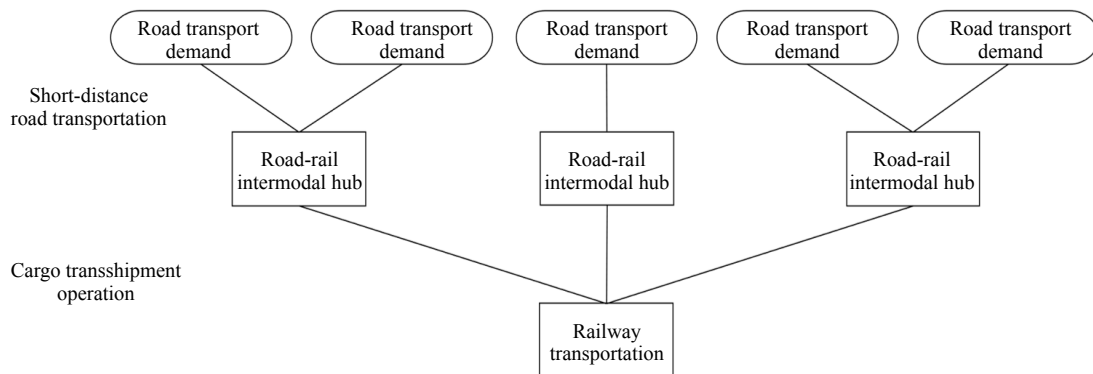 Road transport
demand
Road transport
demand
Road transport
demand
Road transport
demand
Road transport
demand
Short-distance
road transportation
Road-rail
intermodal hub
Road-rail
intermodal hub
Road-rail
intermodal hub
Cargo transshipment
operation
Railway
transportation